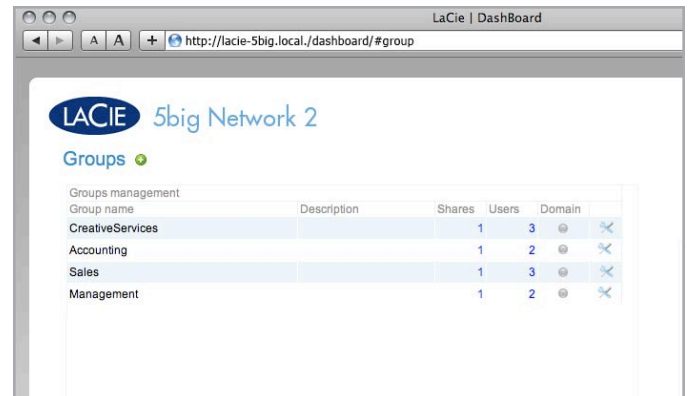 LaCie | DashBoard
A A + http://lacie-5big.local./dashboard/#group
LACIE 5big Network 2
Groups
Groups management
Group name Description Shares Users Domain
CreativeServices 1 3
Accounting 1 2
Sales 1 3
Management 1 2